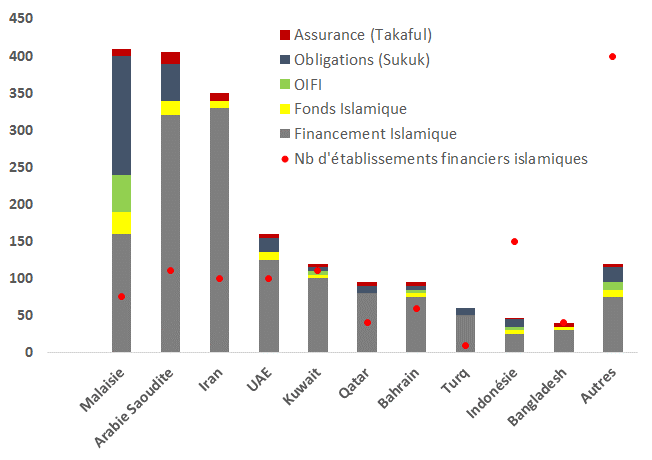 450
400
350
300
250
200
150
100
50
0
Assurance (Takaful)
Obligations (Sukuk)
OIFI
Fonds Islamique
Financement Islamique
Nb d'établissements financiers islamiques
Malaisie
Arabie Saoudite
Iran
UAE
Kuwait
Qatar
Bahrain
Turq
Indonésie
Bangladesh
Autres